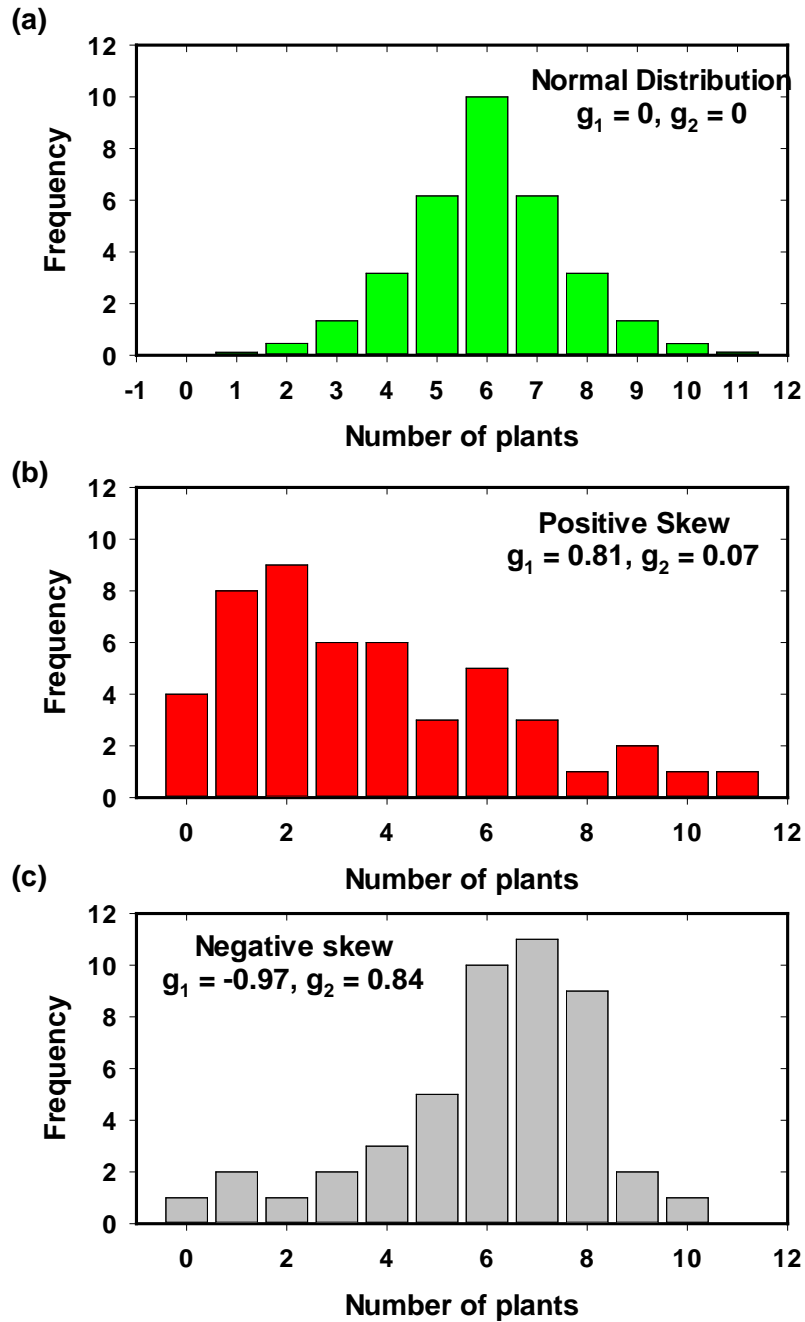 (a)
12
10
8
6
4
2
0
Frequency
Normal Distribution
g₁ = 0, g₂ = 0
-1 0 1 2 3 4 5 6 7 8 9 10 11 12
Number of plants
(b)
12
10
8
6
4
2
0
Frequency
Positive Skew
g₁ = 0.81, g₂ = 0.07
0 2 4 6 8 10 12
Number of plants
(c)
12
10
8
6
4
2
0
Frequency
Negative skew
g₁ = -0.97, g₂ = 0.84
0 2 4 6 8 10 12
Number of plants